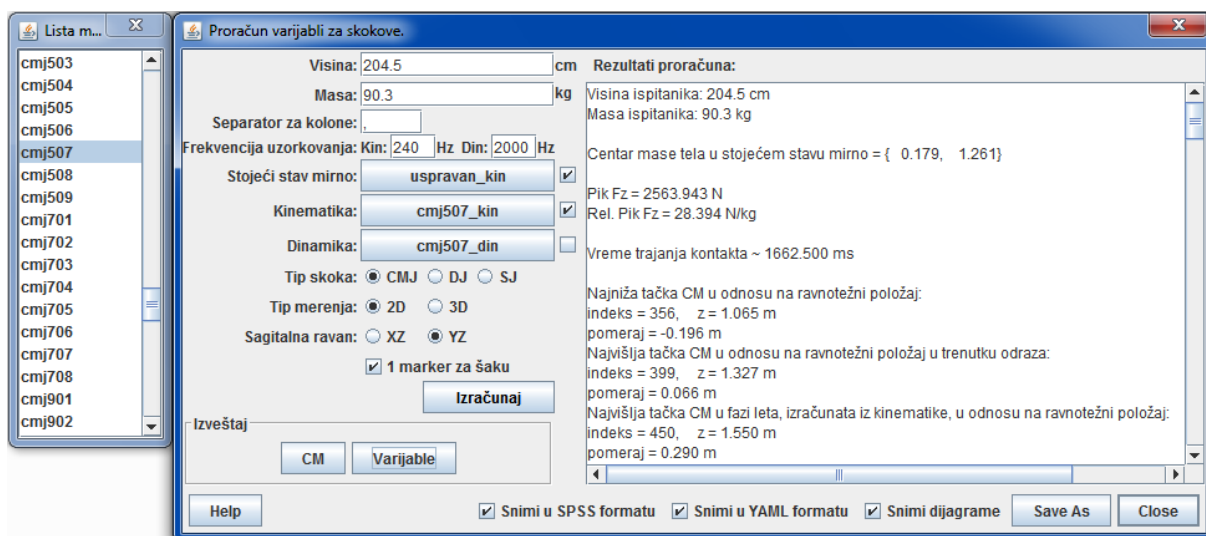 Lista m...
cmj503
cmj504
cmj505
cmj506
cmj507
cmj508
cmj509
cmj701
cmj702
cmj703
cmj704
cmj705
cmj706
cmj707
cmj708
cmj901
cmj902
Proračun varijabli za skokove.
Visina: 204.5 cm
Masa: 90.3 kg
Separator za kolone: ,
Frekvencija uzorkovanja: Kin: 240 Hz Din: 2000 Hz
Stojeći stav mirno: uspravan_kin
Kinematika: cmj507_kin
Dinamika: cmj507_din
Tip skoka: CMJ DJ SJ
Tip merenja: 2D 3D
Sagitalna ravan: XZ YZ
1 marker za šaku
Izračunaj
Izveštaj
CM Varijable
Rezultati proračuna:
Visina ispitanika: 204.5 cm
Masa ispitanika: 90.3 kg
Centar mase tela u stojećem stavu mirno = { 0.179, 1.261}
Pik Fz = 2563.943 N
Rel. Pik Fz = 28.394 N/kg
Vreme trajanja kontakta ~ 1662.500 ms
Najniža tačka CM u odnosu na ravnotežni položaj:
indeks = 356, z = 1.065 m
pomeraj = -0.196 m
Najvišlja tačka CM u odnosu na ravnotežni položaj u trenutku odraza:
indeks = 399, z = 1.327 m
pomeraj = 0.066 m
Najvišlja tačka CM u fazi leta, izračunata iz kinematike, u odnosu na ravnotežni položaj:
indeks = 450, z = 1.550 m
pomeraj = 0.290 m
Help Snimi u SPSS formatu Snimi u YAML formatu Snimi dijagrame Save As Close